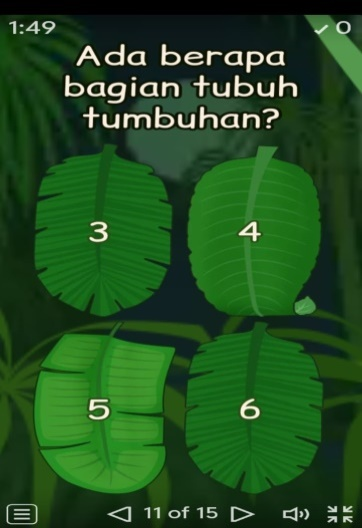 1:49
0
Ada berapa
bagian tubuh
tumbuhan?
3
4
5
6
11 of 15